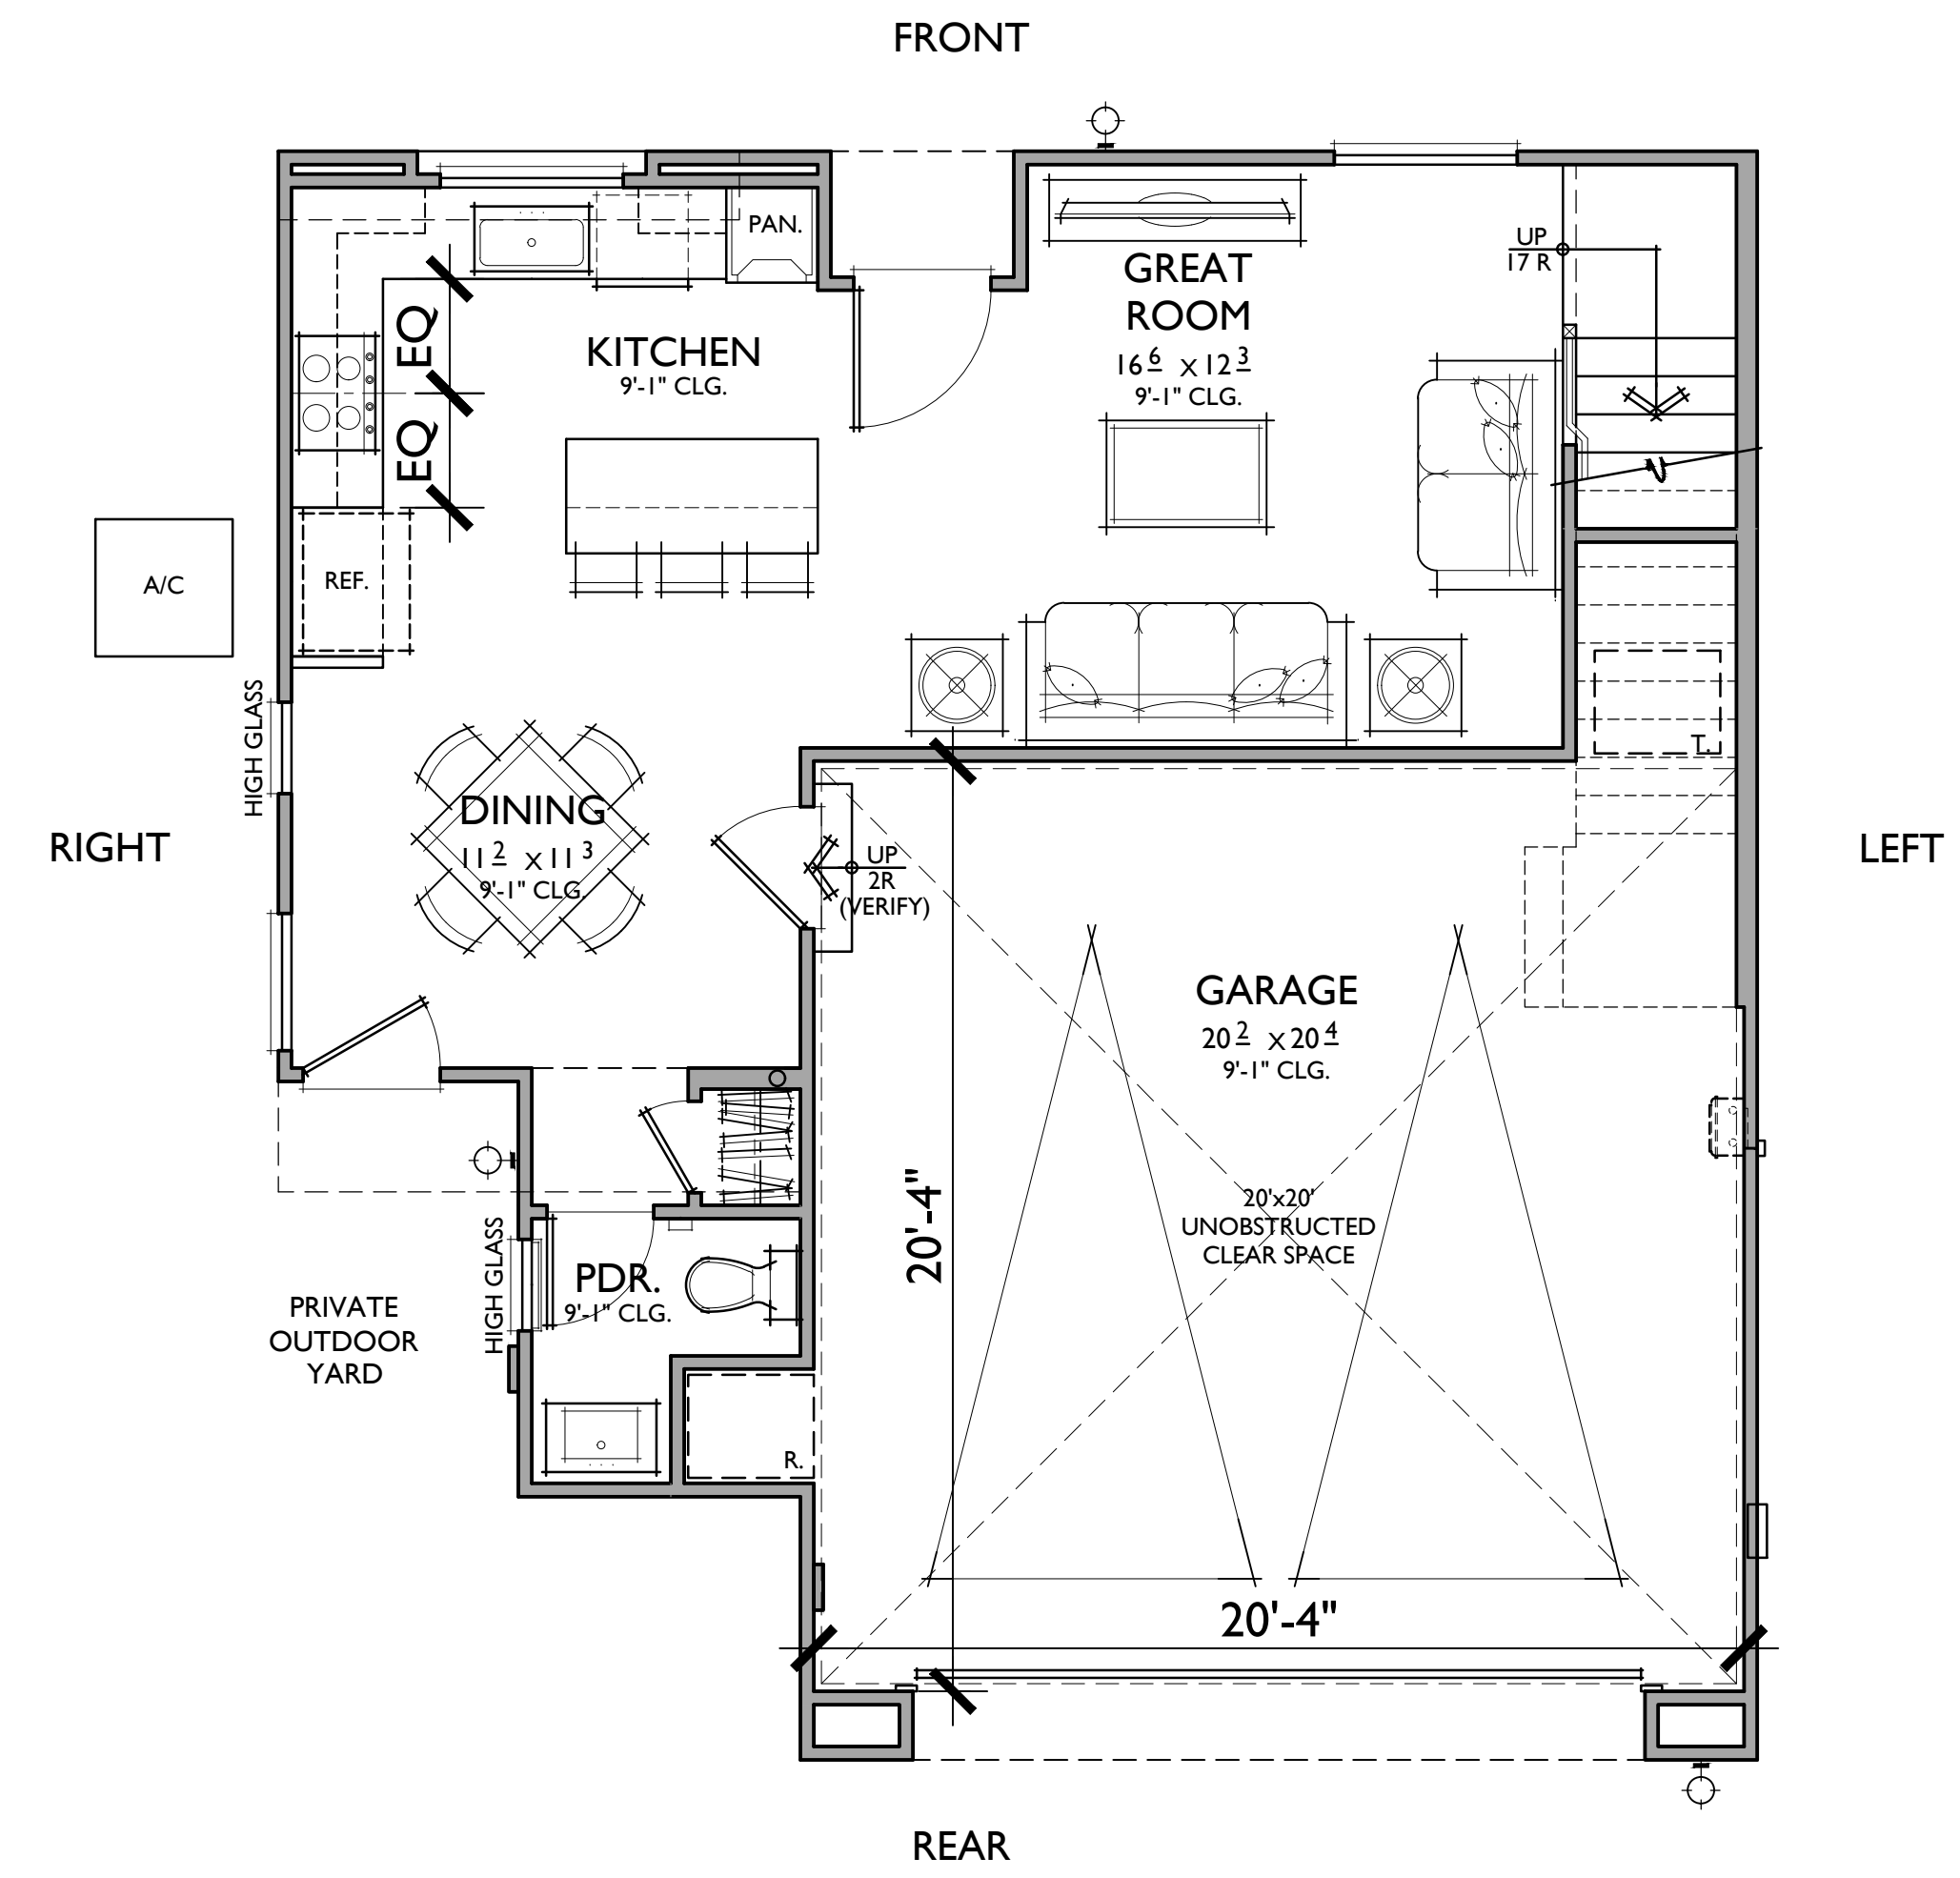 FRONT
PAN.
UP
17 R
GREAT
ROOM
16 6 X 12 3
9'-1" CLG.
KITCHEN
9'-1" CLG.
EQ
EQ
REF.
A/C
HIGH GLASS
T.
DINING
11 2 X 11 3
9'-1" CLG.
RIGHT
LEFT
UP
2R
(VERIFY)
GARAGE
20 2 X 20 4
9'-1" CLG.
20'x20'
UNOBSTRUCTED
CLEAR SPACE
20'-4"
HIGH GLASS
PDR.
9'-1" CLG.
PRIVATE
OUTDOOR
YARD
R.
20'-4"
REAR